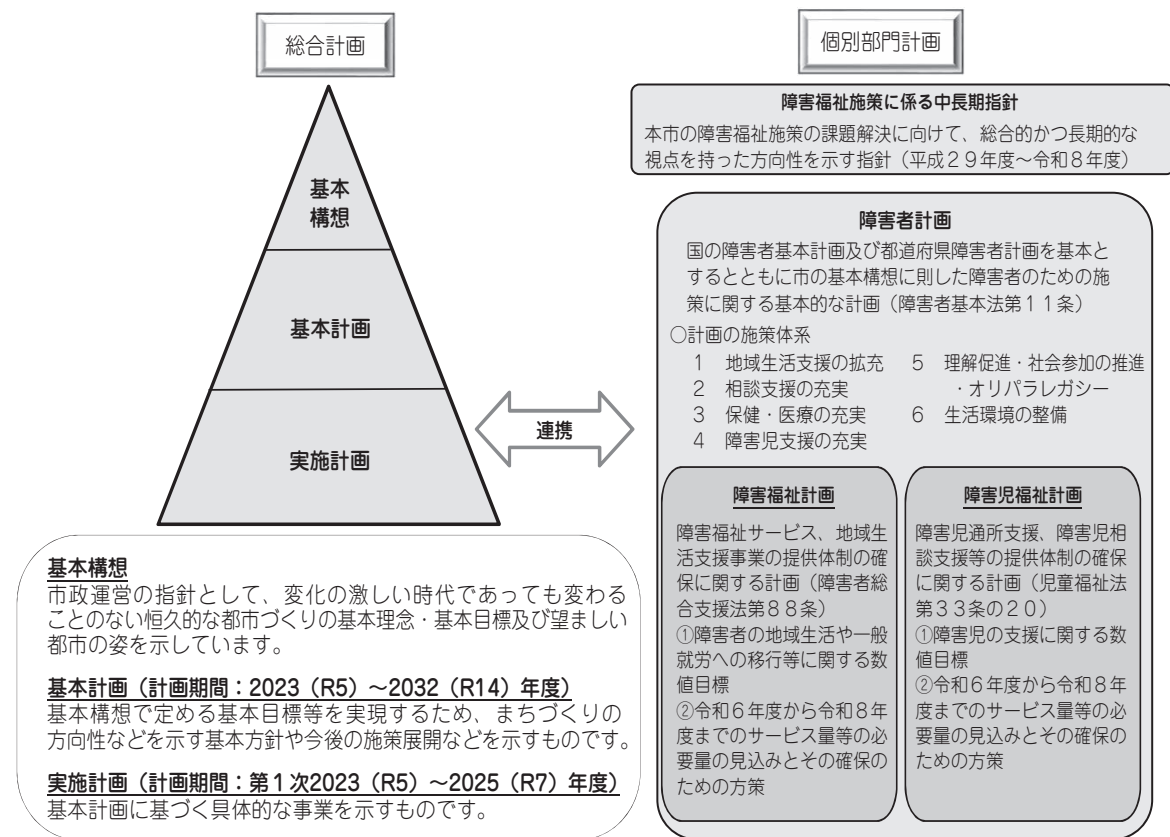 総合計画
基本
構想
基本計画
実施計画
連携
基本構想
市政運営の指針として、変化の激しい時代であっても変わる
ことのない恒久的な都市づくりの基本理念・基本目標及び望ましい
都市の姿を示しています。
基本計画（計画期間：2023（R5）～2032（R14）年度）
基本構想で定める基本目標等を実現するため、まちづくりの
方向性などを示す基本方針や今後の施策展開などを示すものです。
実施計画（計画期間：第１次2023（R5）～2025（R7）年度）
基本計画に基づく具体的な事業を示すものです。
個別部門計画
障害福祉施策に係る中長期指針
本市の障害福祉施策の課題解決に向けて、総合的かつ長期的な
視点を持った方向性を示す指針（平成２９年度～令和８年度）
障害者計画
国の障害者基本計画及び都道府県障害者計画を基本と
するとともに市の基本構想に則した障害者のための施
策に関する基本的な計画（障害者基本法第１１条）
○計画の施策体系
１　地域生活支援の拡充
２　相談支援の充実
３　保健・医療の充実
４　障害児支援の充実
５　理解促進・社会参加の推進
・オリパラレガシー
６　生活環境の整備
障害福祉計画
障害福祉サービス、地域生
活支援事業の提供体制の確
保に関する計画（障害者総
合支援法第８８条）
①障害者の地域生活や一般
就労への移行等に関する数
値目標
②令和６年度から令和８年
度までのサービス量等の必
要量の見込みとその確保の
ための方策
障害児福祉計画
障害児通所支援、障害児相
談支援等の提供体制の確保
に関する計画（児童福祉法
第３３条の２０）
①障害児の支援に関する数
値目標
②令和６年度から令和８年
度までのサービス量等の必
要量の見込みとその確保の
ための方策